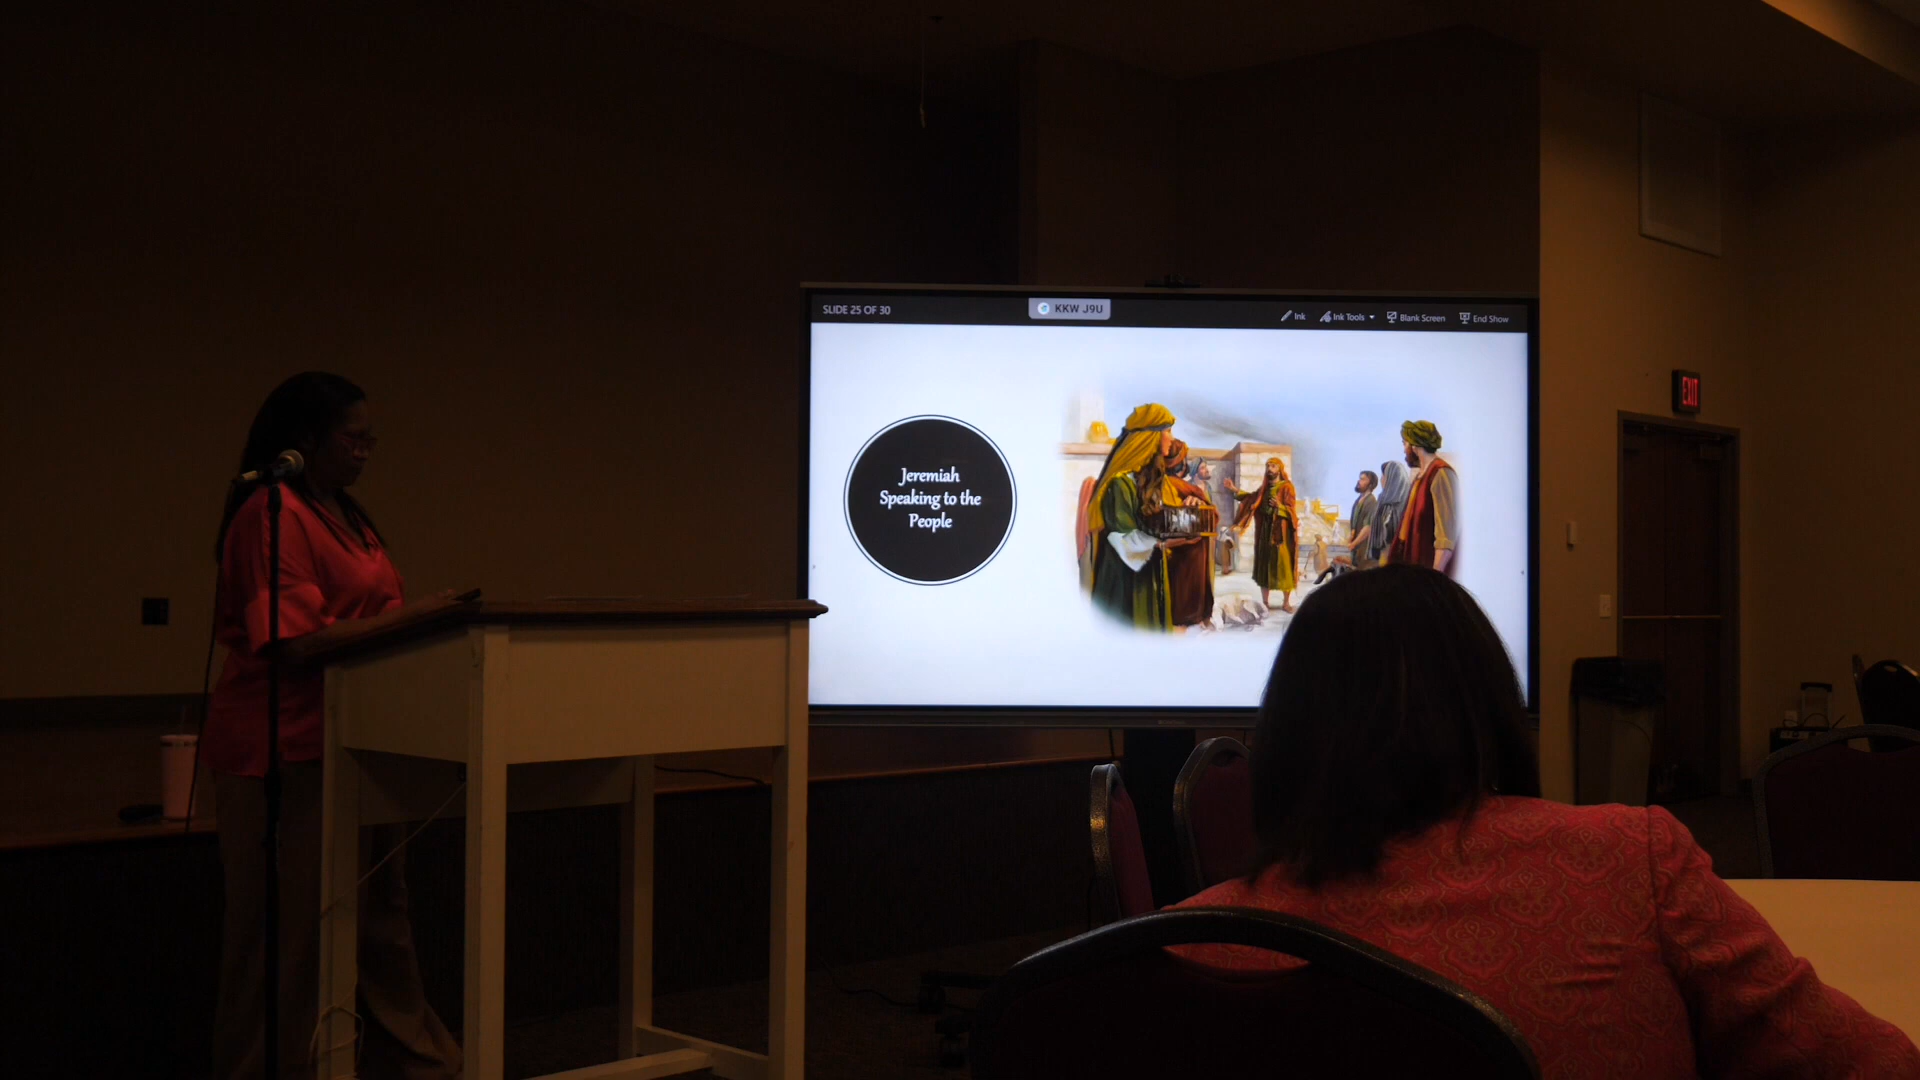 SLIDE 25 OF 30
KKW J9U
Ink
Ink Tools
Blank Screen
End Show
Jeremiah
Speaking to the
People
EXIT